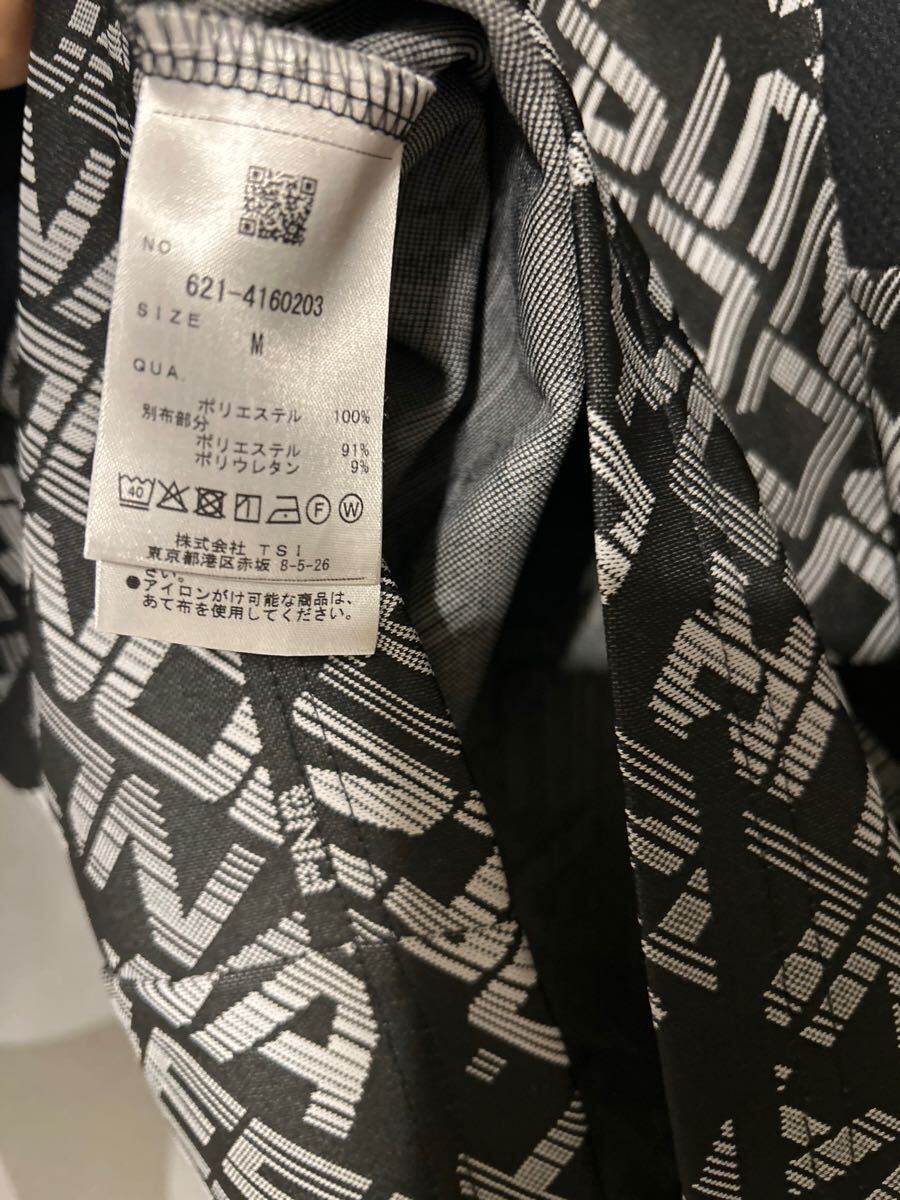 NO
621-4160203
SIZE
M
QUA.
ポリエステル 100%
別布部分
ポリエステル 91%
ポリウレタン 9%
40
F W
株式会社 TSI
東京都港区赤坂 8-5-26
さい。
●アイロンがけ可能な商品は、
あて布を使用してください。
PING